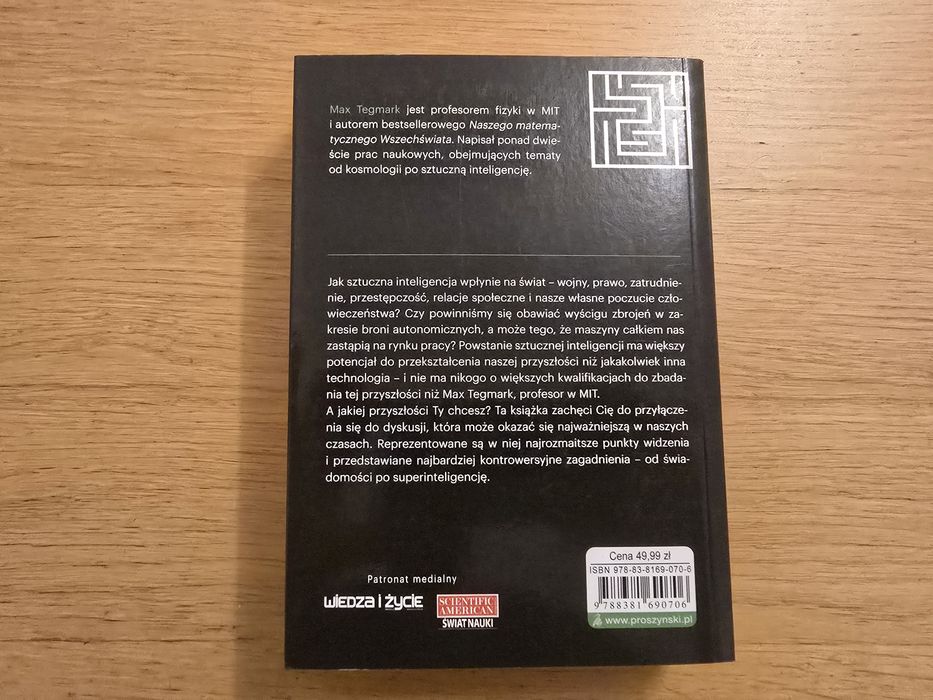 Max Tegmark jest profesorem fizyki w MIT
i autorem bestsellerowego Naszego matema-
tycznego Wszechświata. Napisał ponad dwie-
ście prac naukowych, obejmujących tematy
od kosmologii po sztuczną inteligencję.
Jak sztuczna inteligencja wpłynie na świat – wojny, prawo, zatrudnie-
nie, przestępczość, relacje społeczne i nasze własne poczucie czło-
wieczeństwa? Czy powinniśmy się obawiać wyścigu zbrojeń w za-
kresie broni autonomicznych, a może tego, że maszyny całkiem nas
zastąpią na rynku pracy? Powstanie sztucznej inteligencji ma większy
potencjał do przekształcenia naszej przyszłości niż jakakolwiek inna
technologia – i nie ma nikogo o większych kwalifikacjach do zbada-
nia tej przyszłości niż Max Tegmark, profesor w MIT.
A jakiej przyszłości Ty chcesz? Ta książka zachęci Cię do przyłącze-
nia się do dyskusji, która może okazać się najważniejszą w naszych
czasach. Reprezentowane są w niej najrozmaitsze punkty widzenia
i przedstawiane najbardziej kontrowersyjne zagadnienia – od świa-
domości po superinteligencję.
Patronat medialny
WIEDZA I ŻYCIE
SCIENTIFIC
AMERICAN
ŚWIAT NAUKI
Cena 49,99 zł
ISBN 978-83-8169-070-6
9 788381 690706
www.proszynski.pl